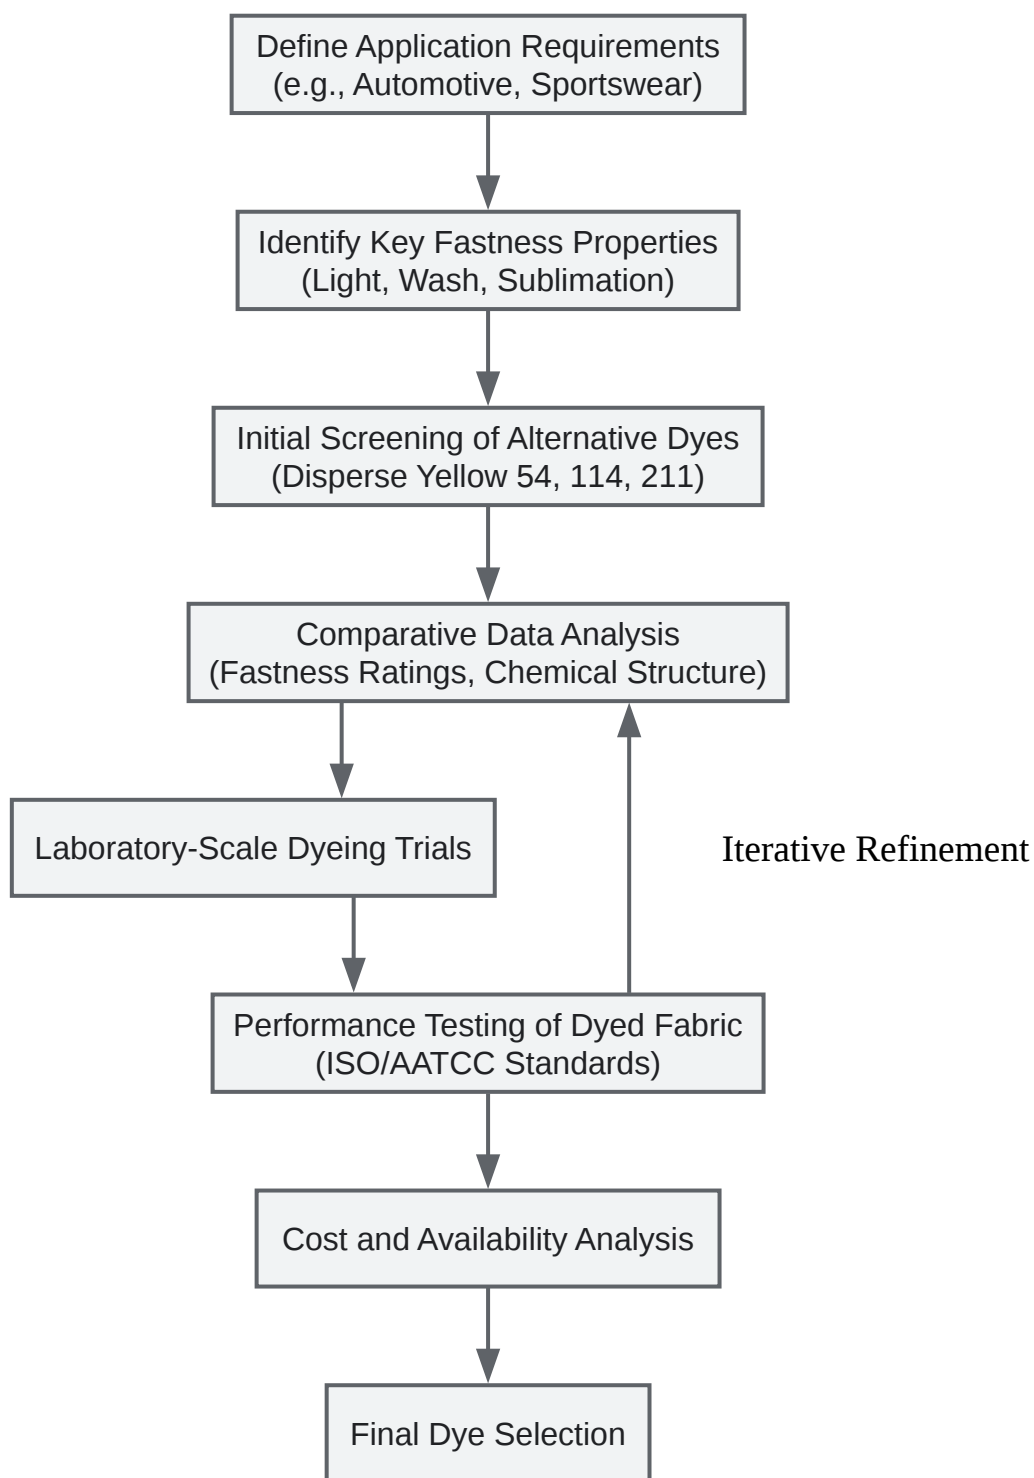 Define Application Requirements
(e.g., Automotive, Sportswear)
Identify Key Fastness Properties
(Light, Wash, Sublimation)
Initial Screening of Alternative Dyes
(Disperse Yellow 54, 114, 211)
Comparative Data Analysis
(Fastness Ratings, Chemical Structure)
Laboratory-Scale Dyeing Trials
Iterative Refinement
Performance Testing of Dyed Fabric
(ISO/AATCC Standards)
Cost and Availability Analysis
Final Dye Selection